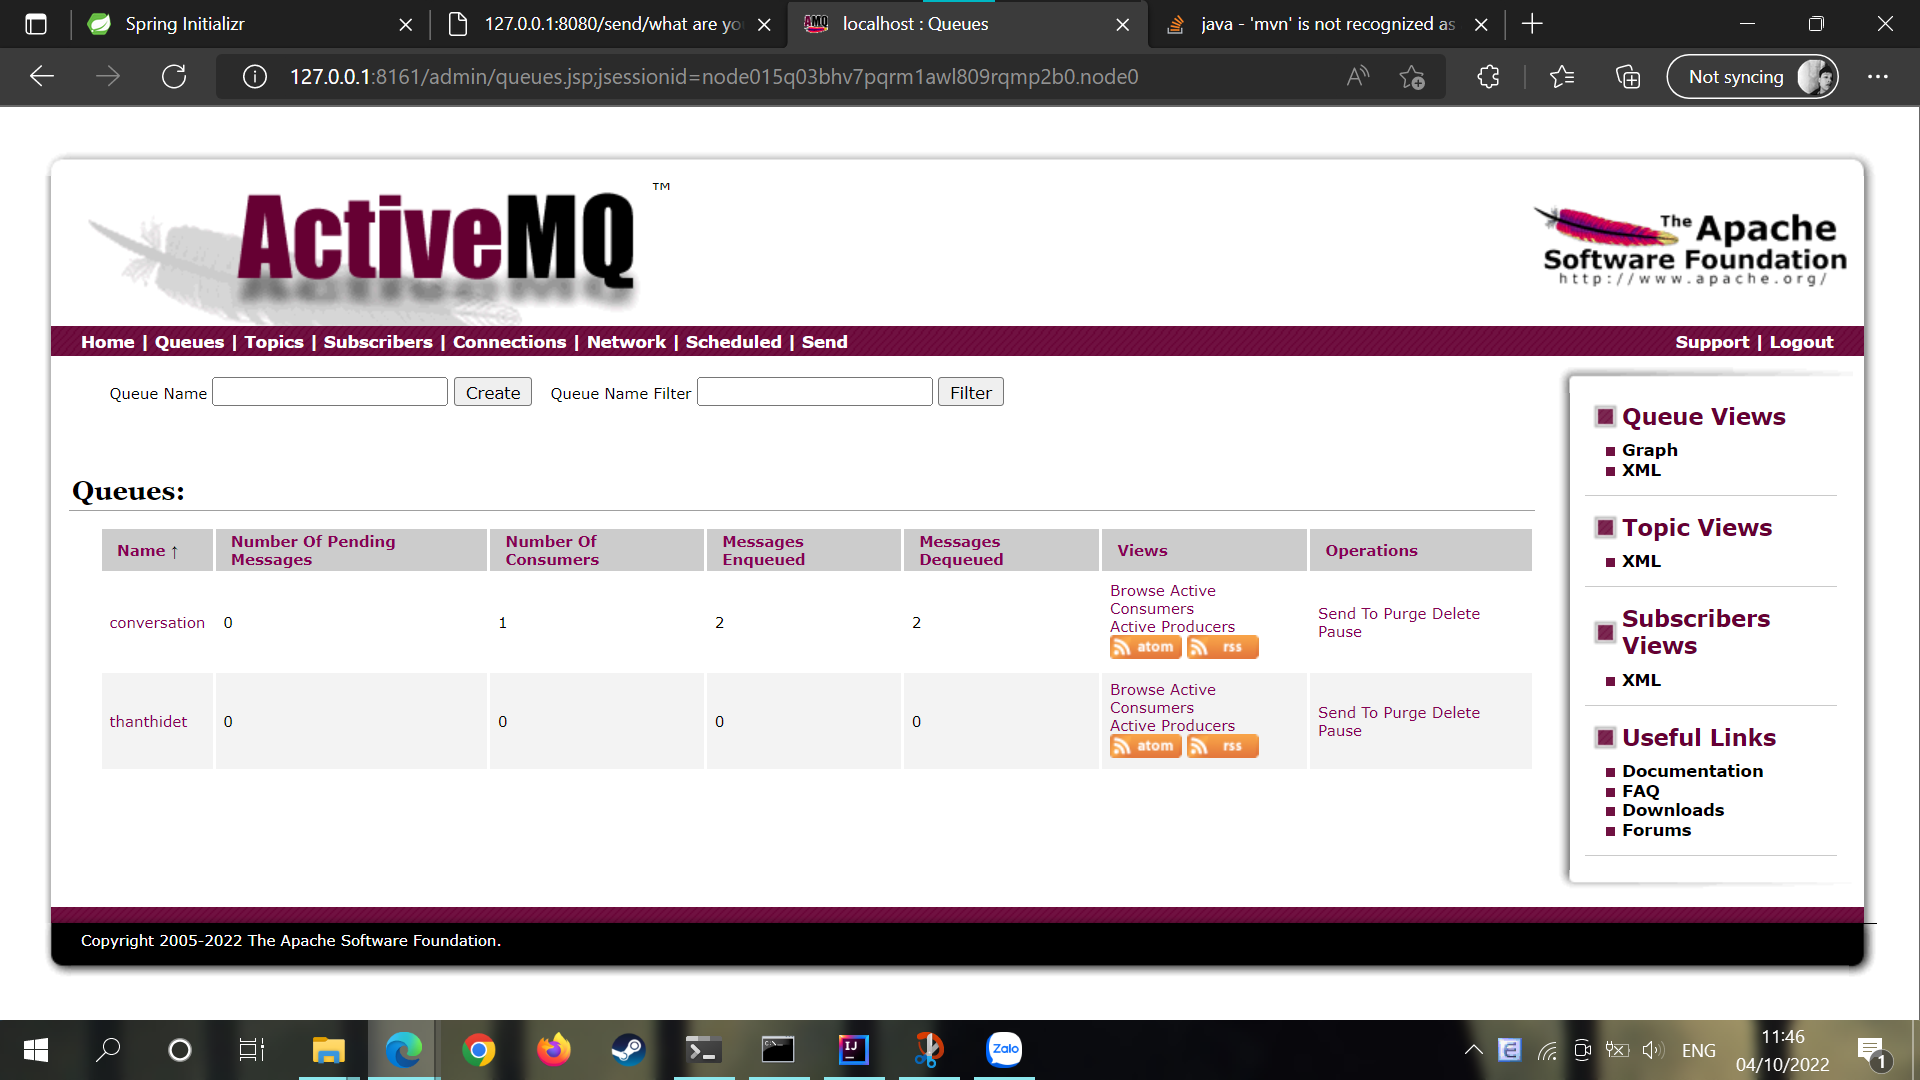 Spring Initializr
127.0.0.1:8080/send/what are yo
localhost : Queues
java - 'mvn' is not recognized as
127.0.0.1:8161/admin/queues.jsp;jsessionid=node015q03bhv7pqrm1awl809rqmp2b0.node0
Not syncing
ActiveMQ
TM
The Apache
Software Foundation
http://www.apache.org/
Home | Queues | Topics | Subscribers | Connections | Network | Scheduled | Send
Support | Logout
Queue Name
Create
Queue Name Filter
Filter
Queues:
Name ↑
Number Of Pending
Messages
Number Of
Consumers
Messages
Enqueued
Messages
Dequeued
Views
Operations
conversation 0 1 2 2
Browse Active
Consumers
Active Producers
atom rss
Send To Purge Delete
Pause
thanthidet 0 0 0 0
Browse Active
Consumers
Active Producers
atom rss
Send To Purge Delete
Pause
Queue Views
Graph
XML
Topic Views
XML
Subscribers
Views
XML
Useful Links
Documentation
FAQ
Downloads
Forums
Copyright 2005-2022 The Apache Software Foundation.
IJ
Zalo
E
ENG
11:46
04/10/2022
1